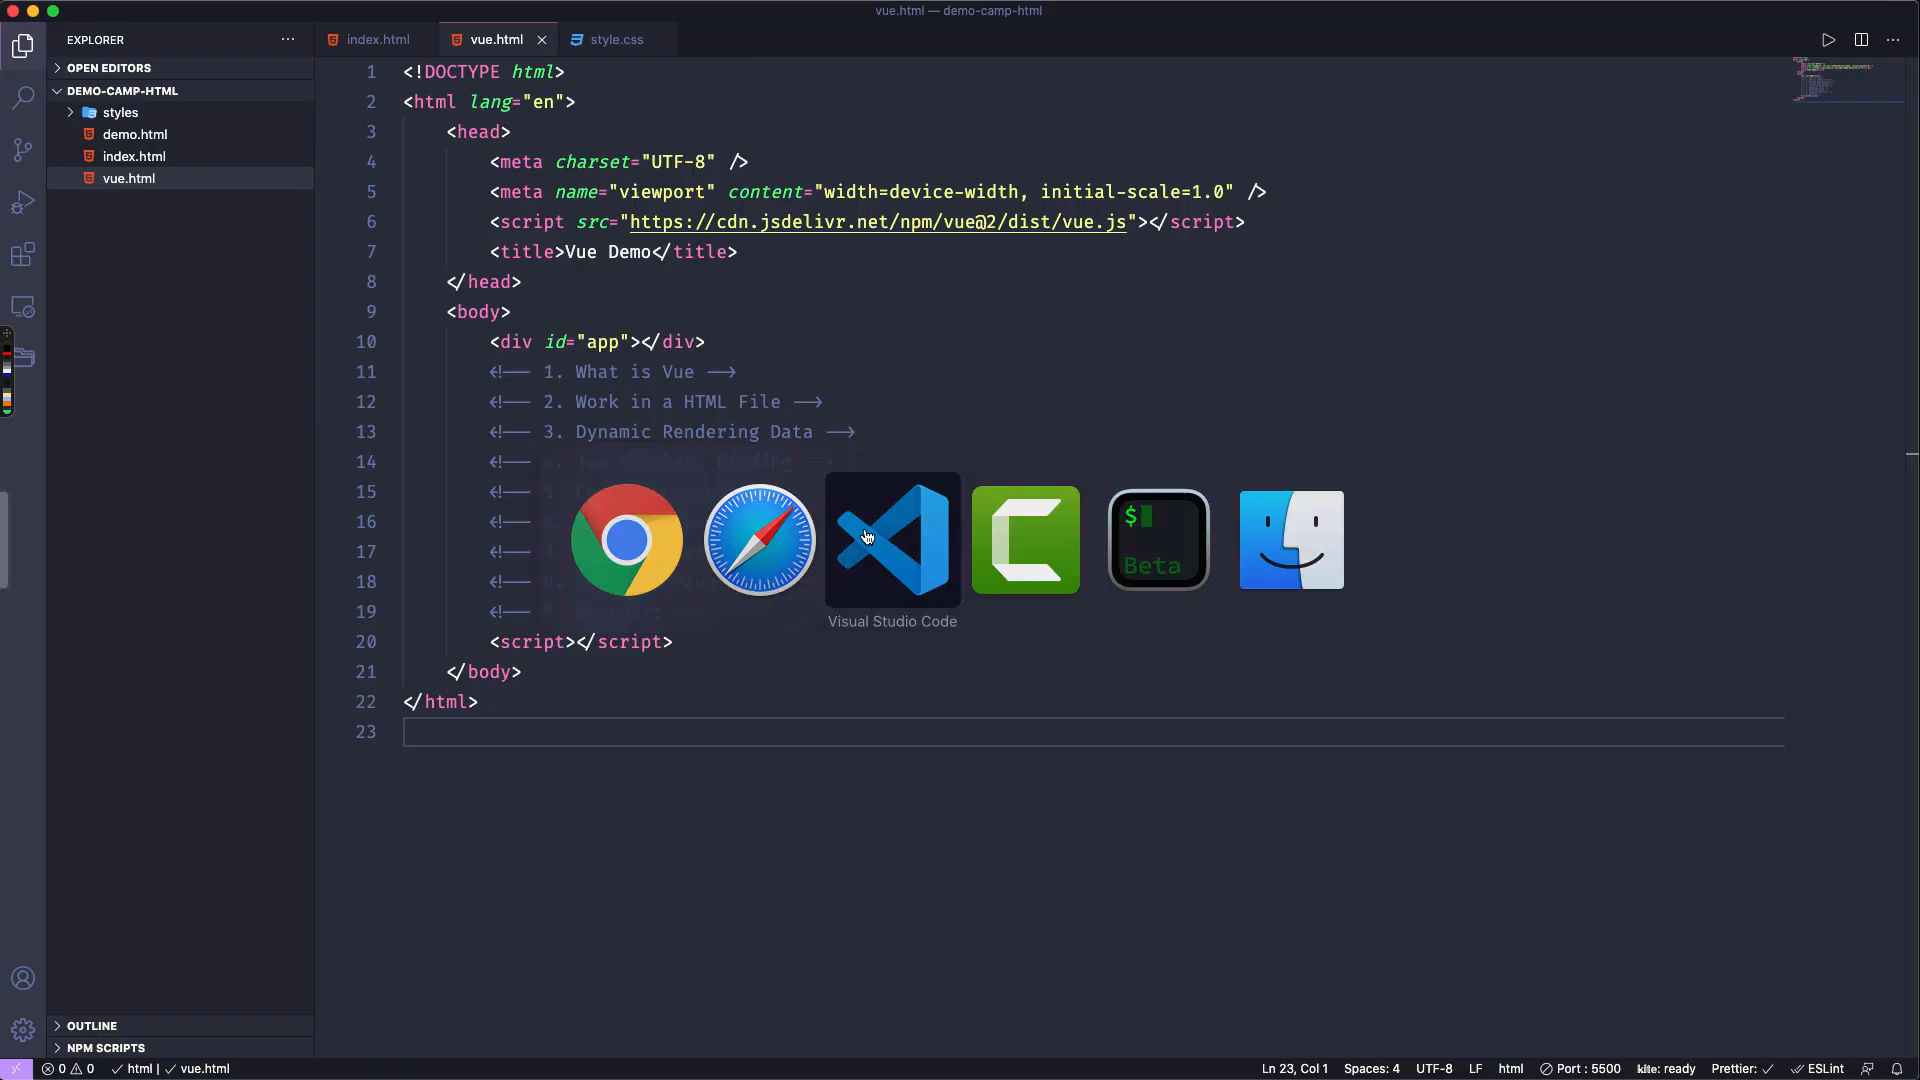 vue.html — demo-camp-html
EXPLORER
OPEN EDITORS
DEMO-CAMP-HTML
styles
demo.html
index.html
vue.html
OUTLINE
NPM SCRIPTS
index.html
vue.html
style.css
1 <!DOCTYPE html>
2 <html lang="en">
3 <head>
4 <meta charset="UTF-8" />
5 <meta name="viewport" content="width=device-width, initial-scale=1.0" />
6 <script src="https://cdn.jsdelivr.net/npm/vue@2/dist/vue.js"></script>
7 <title>Vue Demo</title>
8 </head>
9 <body>
10 <div id="app"></div>
11 <!-- 1. What is Vue -->
12 <!-- 2. Work in a HTML File -->
13 <!-- 3. Dynamic Rendering Data -->
14 <!--
15 <!--
16 <!--
17 <!--
18 <!--
19 <!--
20 <script></script>
21 </body>
22 </html>
23
$
Beta
Visual Studio Code
0 0 html | vue.html
Ln 23, Col 1 Spaces: 4 UTF-8 LF html Port : 5500 kite: ready Prettier: ✓ ESLint